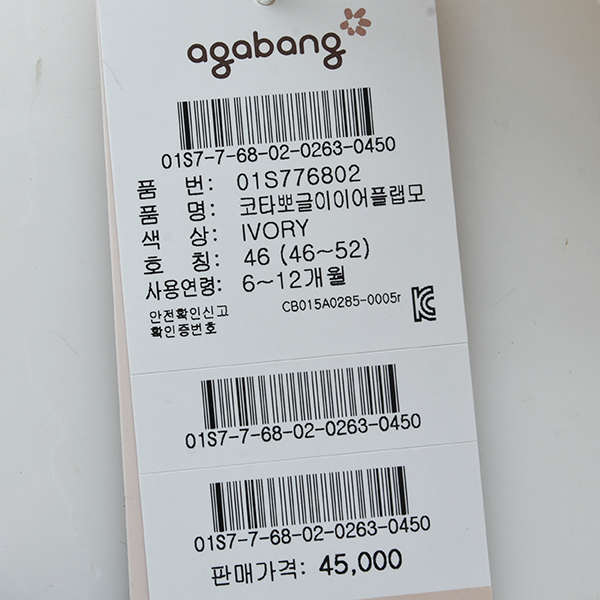 agabang
01S7-7-68-02-0263-0450
품 번: 01S776802
품 명: 코타뽀글이이어플랩모
색 상: IVORY
호 칭: 46 (46~52)
사용연령: 6~12개월
안전확인신고 CB015A0285-0005r
확인증번호
01S7-7-68-02-0263-0450
01S7-7-68-02-0263-0450
판매가격: 45,000